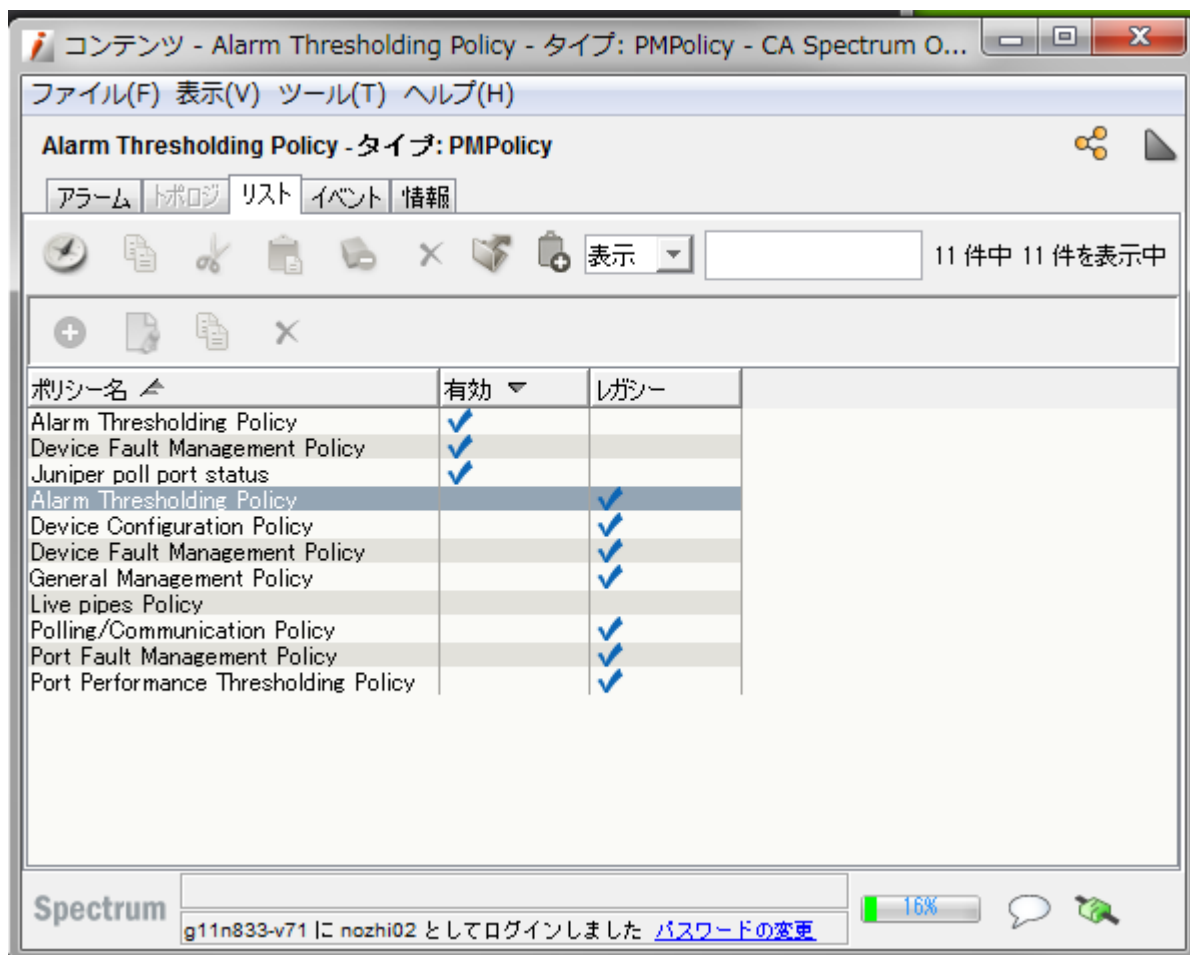 コンテンツ - Alarm Thresholding Policy - タイプ: PMPolicy - CA Spectrum O...
ファイル(F) 表示(V) ツール(T) ヘルプ(H)
Alarm Thresholding Policy - タイプ: PMPolicy
アラーム トポロジ リスト イベント 情報
表示 11 件中 11 件を表示中
ポリシー名 有効 レガシー
Alarm Thresholding Policy
Device Fault Management Policy
Juniper poll port status
Alarm Thresholding Policy
Device Configuration Policy
Device Fault Management Policy
General Management Policy
Live pipes Policy
Polling/Communication Policy
Port Fault Management Policy
Port Performance Thresholding Policy
Spectrum
16%
g11n833-v71 に nozhi02 としてログインしました パスワードの変更